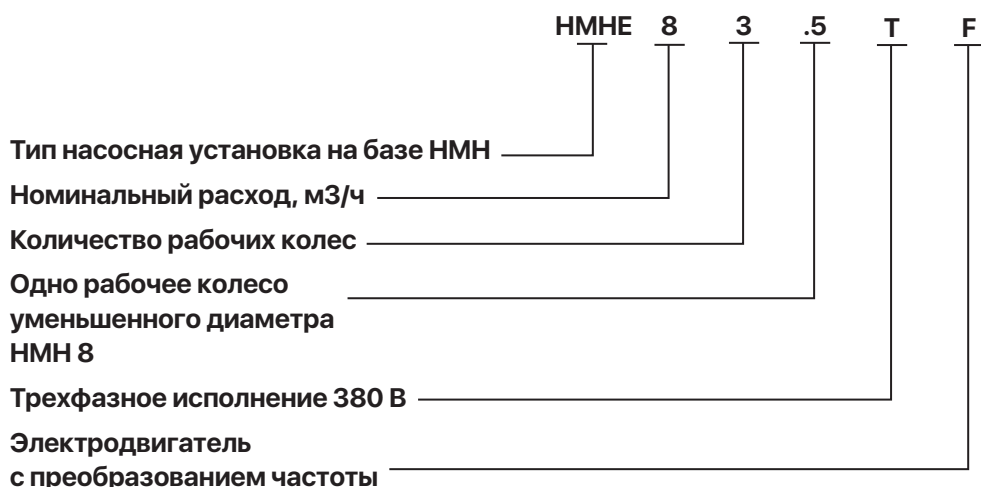 НМНЕ 8 3 .5 Т F
Тип насосная установка на базе НМН
Номинальный расход, м3/ч
Количество рабочих колес
Одно рабочее колесо
уменьшенного диаметра
НМН 8
Трехфазное исполнение 380 В
Электродвигатель
с преобразованием частоты